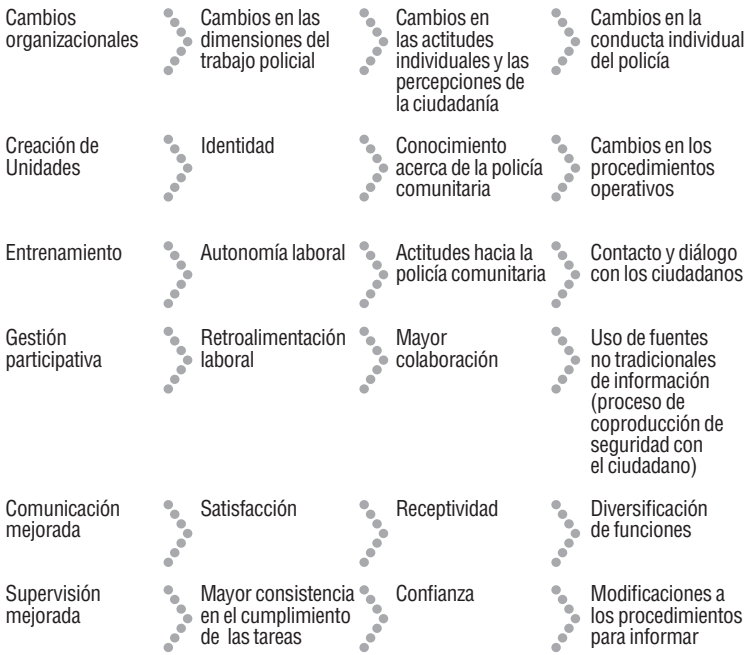 Cambios
organizacionales
Cambios en las
dimensiones del
trabajo policial
Cambios en
las actitudes
individuales y las
percepciones de
la ciudadanía
Cambios en la
conducta individual
del policía
Creación de
Unidades
Identidad
Conocimiento
acerca de la policía
comunitaria
Cambios en los
procedimientos
operativos
Entrenamiento
Autonomía laboral
Actitudes hacia la
policía comunitaria
Contacto y diálogo
con los ciudadanos
Gestión
participativa
Retroalimentación
laboral
Mayor
colaboración
Uso de fuentes
no tradicionales
de información
(proceso de
coproducción de
seguridad con
el ciudadano)
Comunicación
mejorada
Satisfacción
Receptividad
Diversificación
de funciones
Supervisión
mejorada
Mayor consistencia
en el cumplimiento
de las tareas
Confianza
Modificaciones a
los procedimientos
para informar